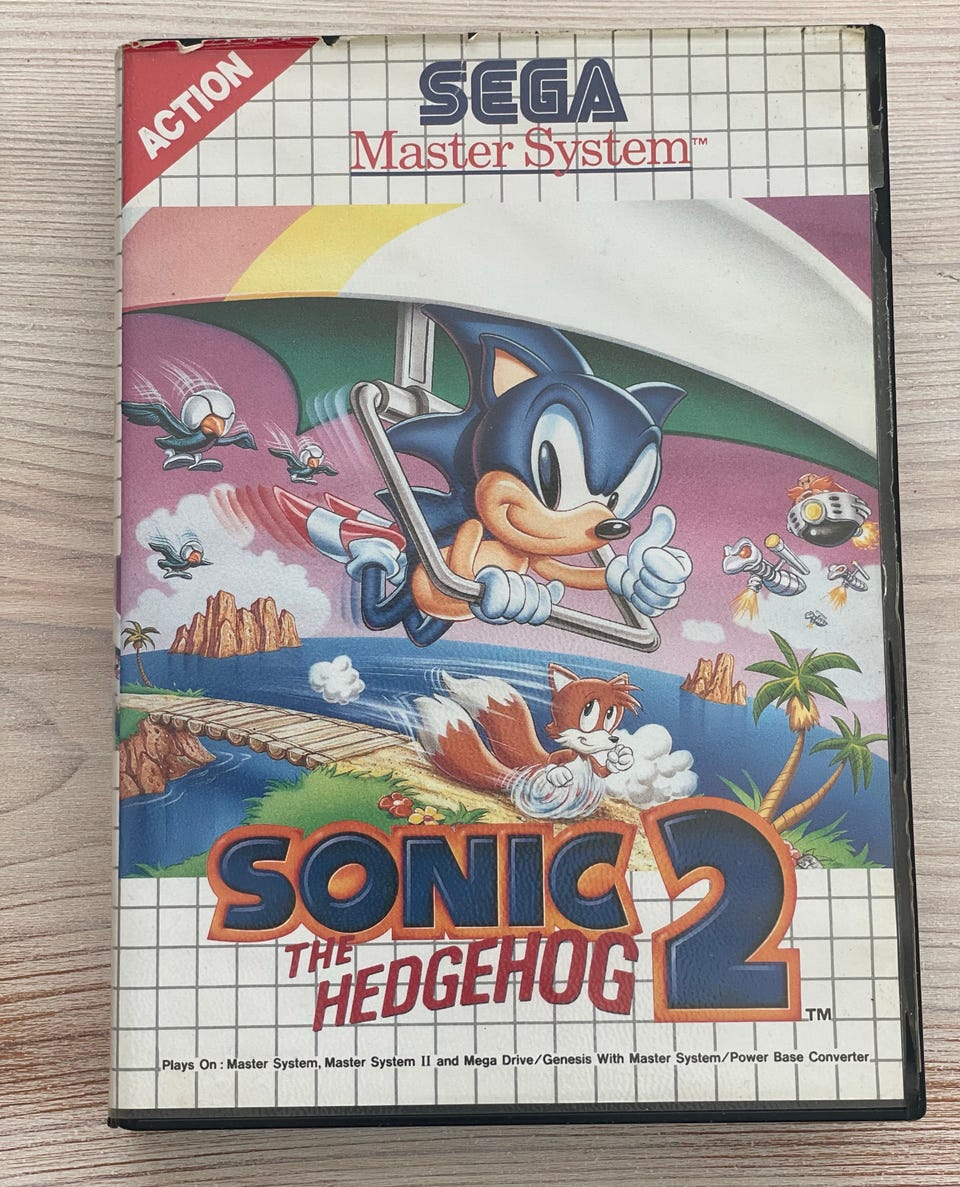 ACTION
SEGA
Master System™
SONIC 2
THE
HEDGEHOG
TM
Plays On : Master System, Master System II and Mega Drive/Genesis With Master System/Power Base Converter